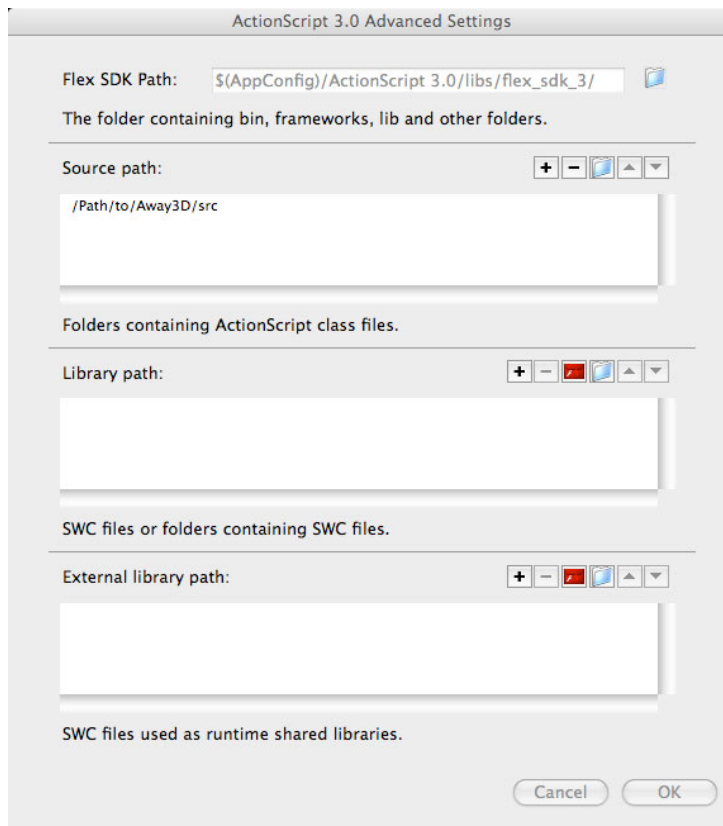 ActionScript 3.0 Advanced Settings
Flex SDK Path: $(AppConfig)/ActionScript 3.0/libs/flex_sdk_3/
The folder containing bin, frameworks, lib and other folders.
Source path:
/Path/to/Away3D/src
Folders containing ActionScript class files.
Library path:
SWC files or folders containing SWC files.
External library path:
SWC files used as runtime shared libraries.
Cancel OK